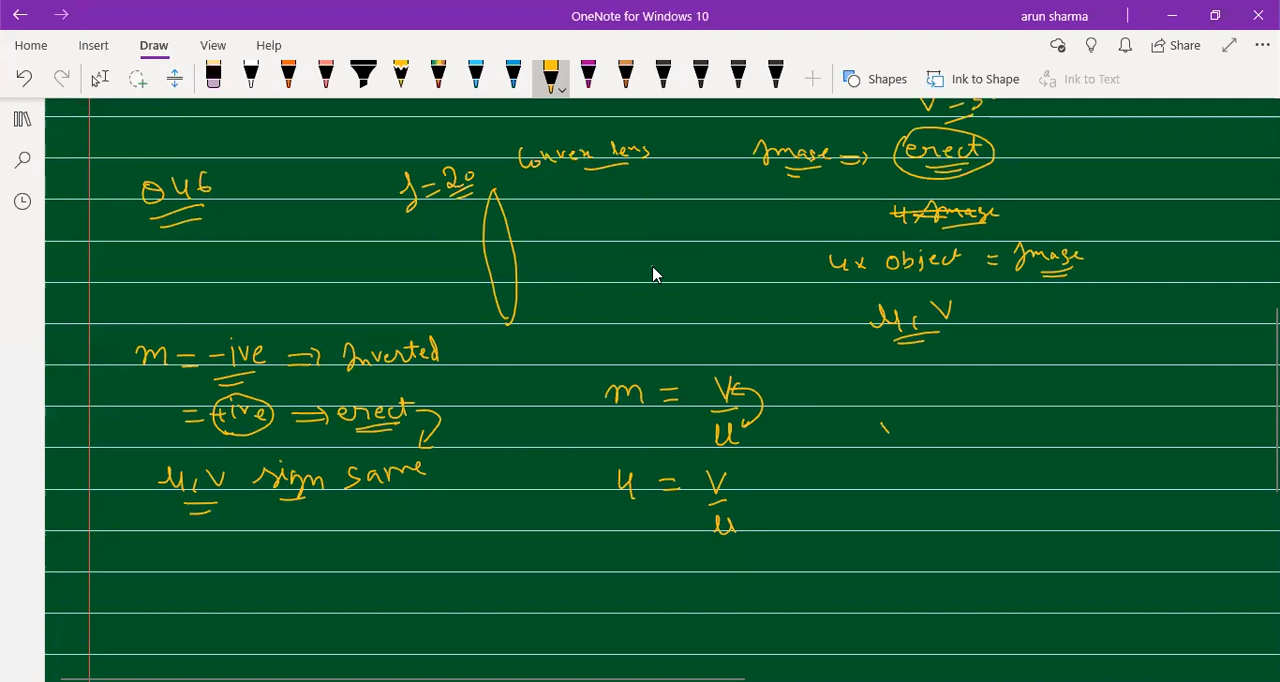 OneNote for Windows 10
arun sharma
Home Insert Draw View Help
Share
Shapes
Ink to Shape
Ink to Text
Convex lens
Image => erect
Q46
f = 20
4x object = Image
u, v
m = -ive => Inverted
= +ive => erect
u, v sign same
m = v/u
4 = v/u